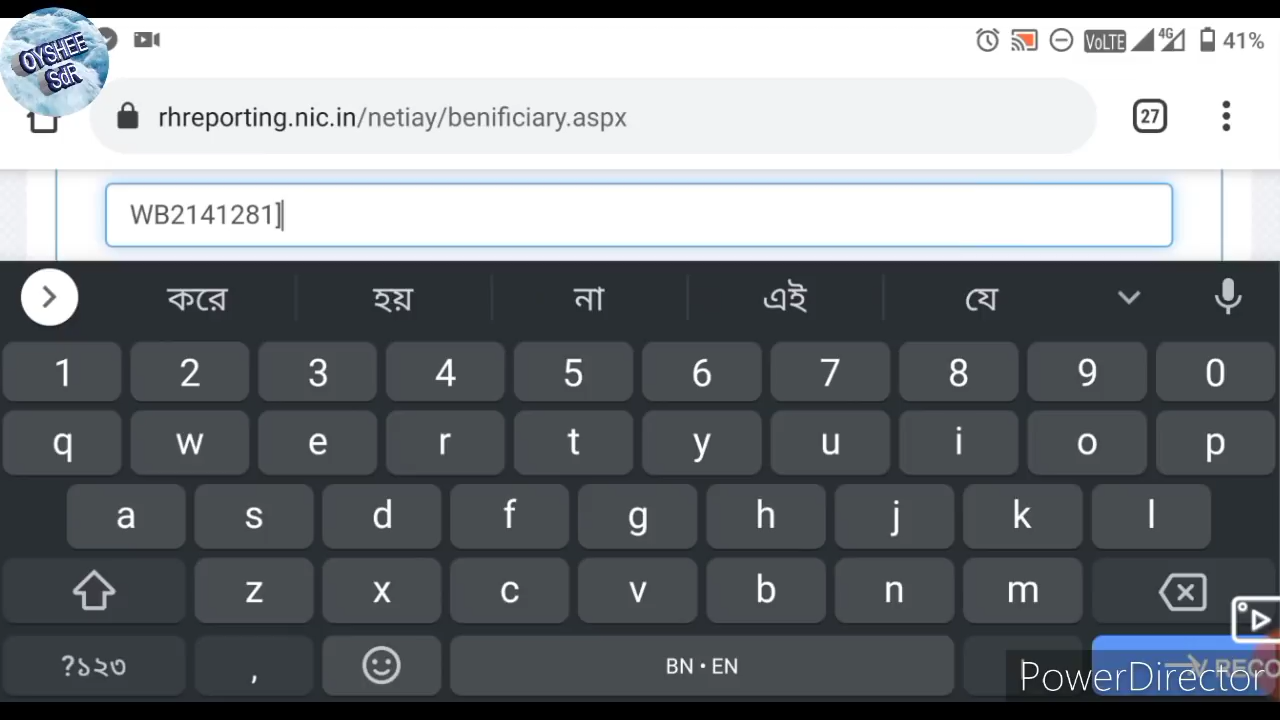 OYSHEE
SdR
VoLTE 4G 41%
rhreporting.nic.in/netiay/benificiary.aspx 27
WB2141281]
করে হয় না এই যে
1 2 3 4 5 6 7 8 9 0
q w e r t y u i o p
a s d f g h j k l
z x c v b n m
?১২৩ , BN • EN
V RECO
PowerDirector